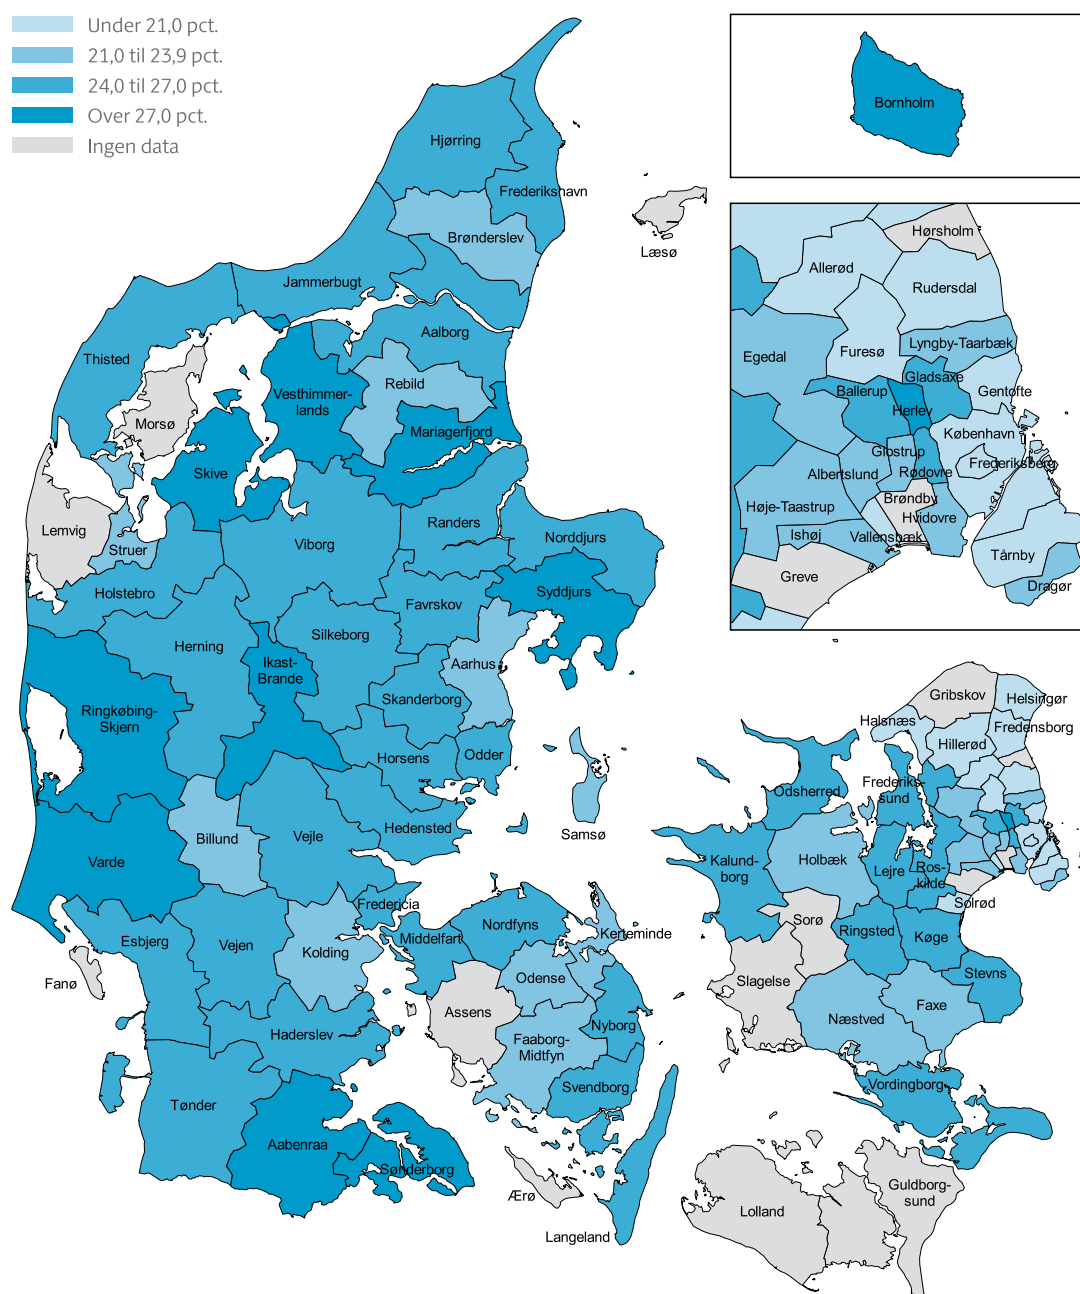 Under 21,0 pct.
21,0 til 23,9 pct.
24,0 til 27,0 pct.
Over 27,0 pct.
Ingen data
Bornholm
Hjørring
Frederikshavn
Brønderslev
Læsø
Jammerbugt
Aalborg
Thisted
Rebild
Vesthimmer-
lands
Morsø
Mariagerfjord
Skive
Lemvig
Struer
Viborg
Randers
Norddjurs
Holstebro
Favrskov
Syddjurs
Herning
Silkeborg
Ikast-
Brande
Aarhus
Skanderborg
Ringkøbing-
Skjern
Horsens
Odder
Billund
Vejle
Hedensted
Samsø
Varde
Fredericia
Esbjerg
Vejen
Kolding
Middelfart
Nordfyns
Kerteminde
Fanø
Odense
Assens
Haderslev
Faaborg-
Midtfyn
Nyborg
Svendborg
Tønder
Aabenraa
Sønderborg
Ærø
Langeland
Hørsholm
Allerød
Rudersdal
Egedal
Furesø
Lyngby-Taarbæk
Gladsaxe
Ballerup
Gentofte
Herlev
København
Glostrup
Frederiksberg
Albertslund
Rødovre
Høje-Taastrup
Brøndby
Hvidovre
Ishøj
Vallensbæk
Tårnby
Greve
Dragør
Gribskov
Helsingør
Halsnæs
Fredensborg
Hillerød
Odsherred
Frederiks-
sund
Holbæk
Kalund-
borg
Lejre
Ros-
kilde
Solrød
Sorø
Ringsted
Køge
Slagelse
Stevns
Næstved
Faxe
Vordingborg
Guldborg-
sund
Lolland